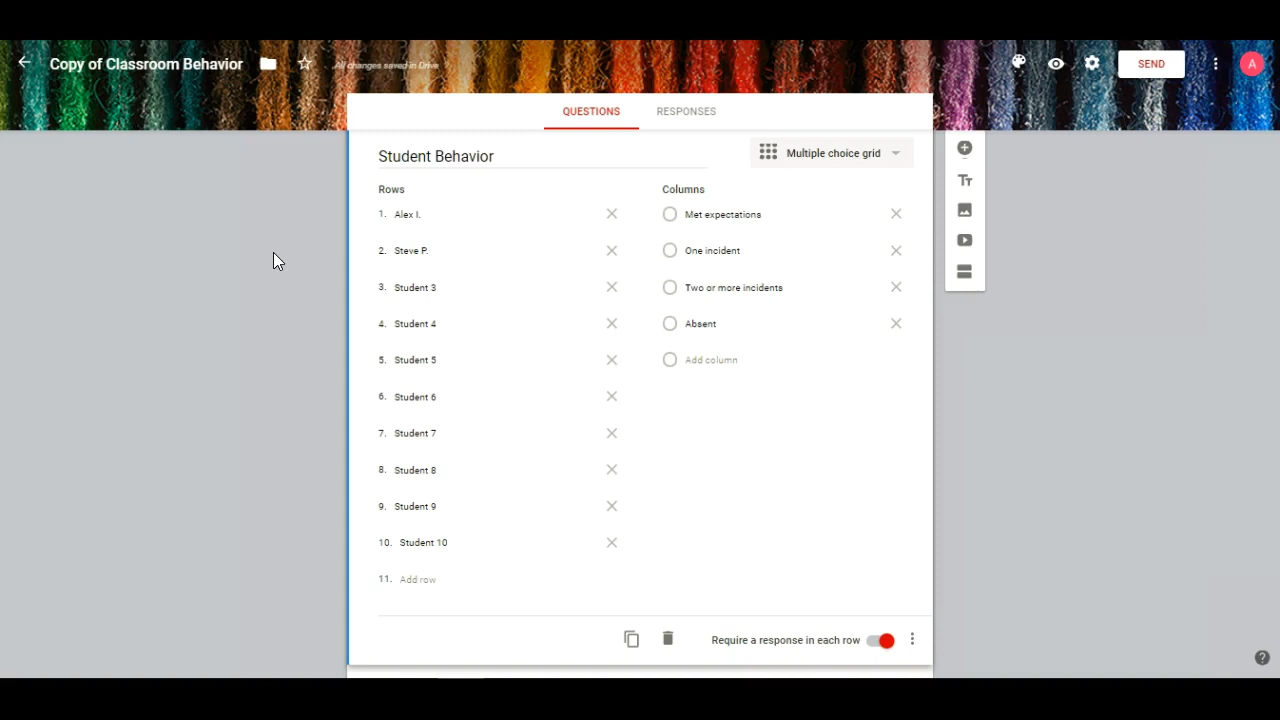 Copy of Classroom Behavior
All changes saved in Drive
SEND
A
QUESTIONS RESPONSES
Student Behavior
Multiple choice grid
Rows Columns
1. Alex I. Met expectations
2. Steve P. One incident
3. Student 3 Two or more incidents
4. Student 4 Absent
5. Student 5 Add column
6. Student 6
7. Student 7
8. Student 8
9. Student 9
10. Student 10
11. Add row
Require a response in each row